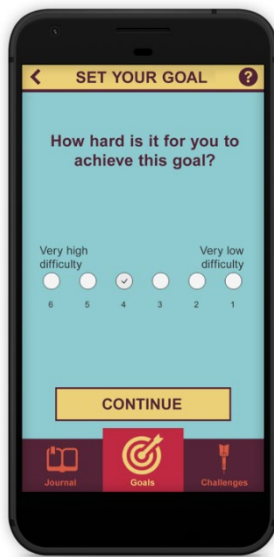 SET YOUR GOAL ?
How hard is it for you to
achieve this goal?
Very high
difficulty
Very low
difficulty
6 5 4 3 2 1
CONTINUE
Journal Goals Challenges